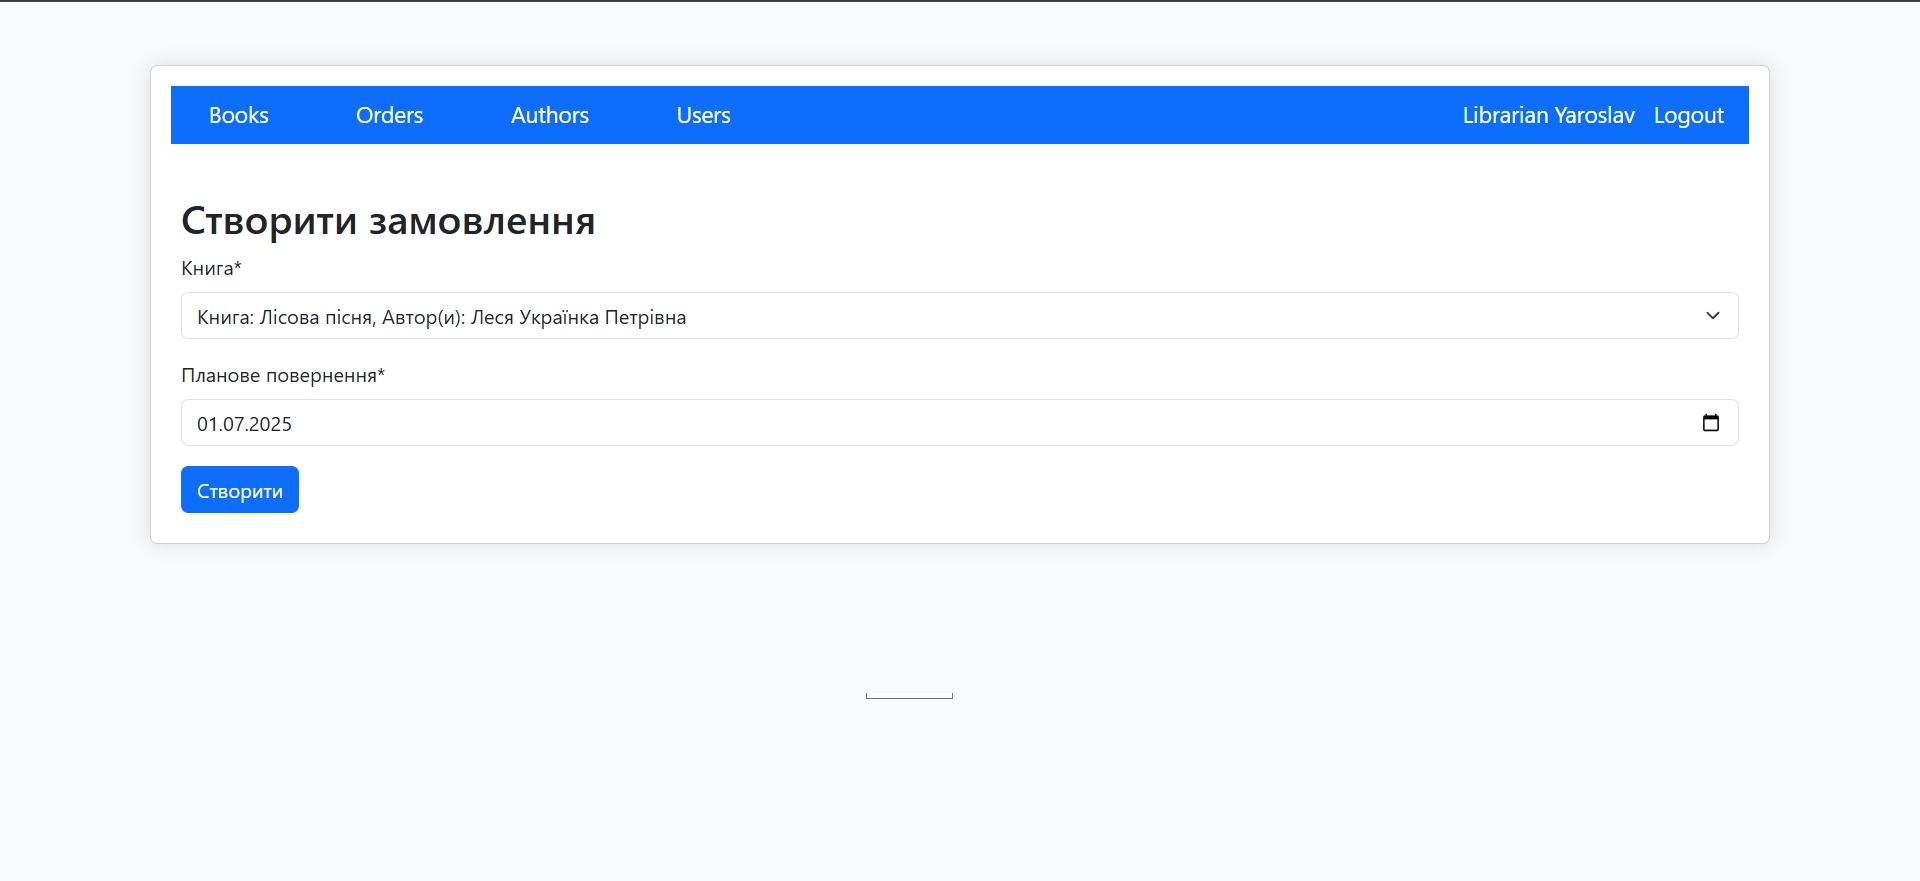 Books Orders Authors Users Librarian Yaroslav Logout
Створити замовлення
Книга*
Книга: Лісова пісня, Автор(и): Леся Українка Петрівна
Планове повернення*
01.07.2025
Створити